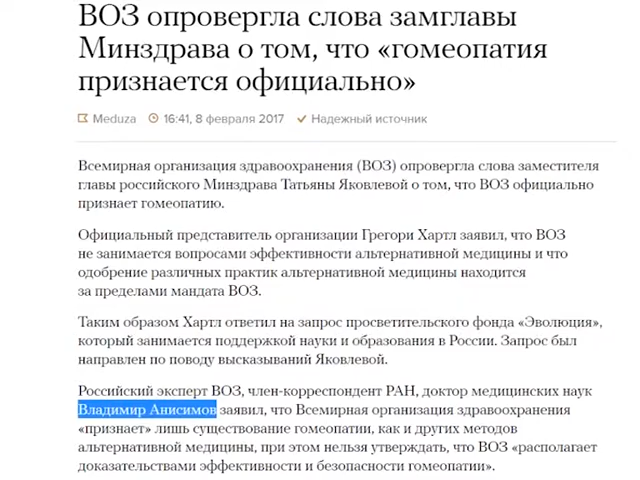 ВОЗ опровергла слова замглавы
Минздрава о том, что «гомеопатия
признается официально»
Meduza 16:41, 8 февраля 2017 Надежный источник
Всемирная организация здравоохранения (ВОЗ) опровергла слова заместителя
главы российского Минздрава Татьяны Яковлевой о том, что ВОЗ официально
признает гомеопатию.
Официальный представитель организации Грегори Хартл заявил, что ВОЗ
не занимается вопросами эффективности альтернативной медицины и что
одобрение различных практик альтернативной медицины находится
за пределами мандата ВОЗ.
Таким образом Хартл ответил на запрос просветительского фонда «Эволюция»,
который занимается поддержкой науки и образования в России. Запрос был
направлен по поводу высказываний Яковлевой.
Российский эксперт ВОЗ, член-корреспондент РАН, доктор медицинских наук
Владимир Анисимов заявил, что Всемирная организация здравоохранения
«признает» лишь существование гомеопатии, как и других методов
альтернативной медицины, при этом нельзя утверждать, что ВОЗ «располагает
доказательствами эффективности и безопасности гомеопатии».